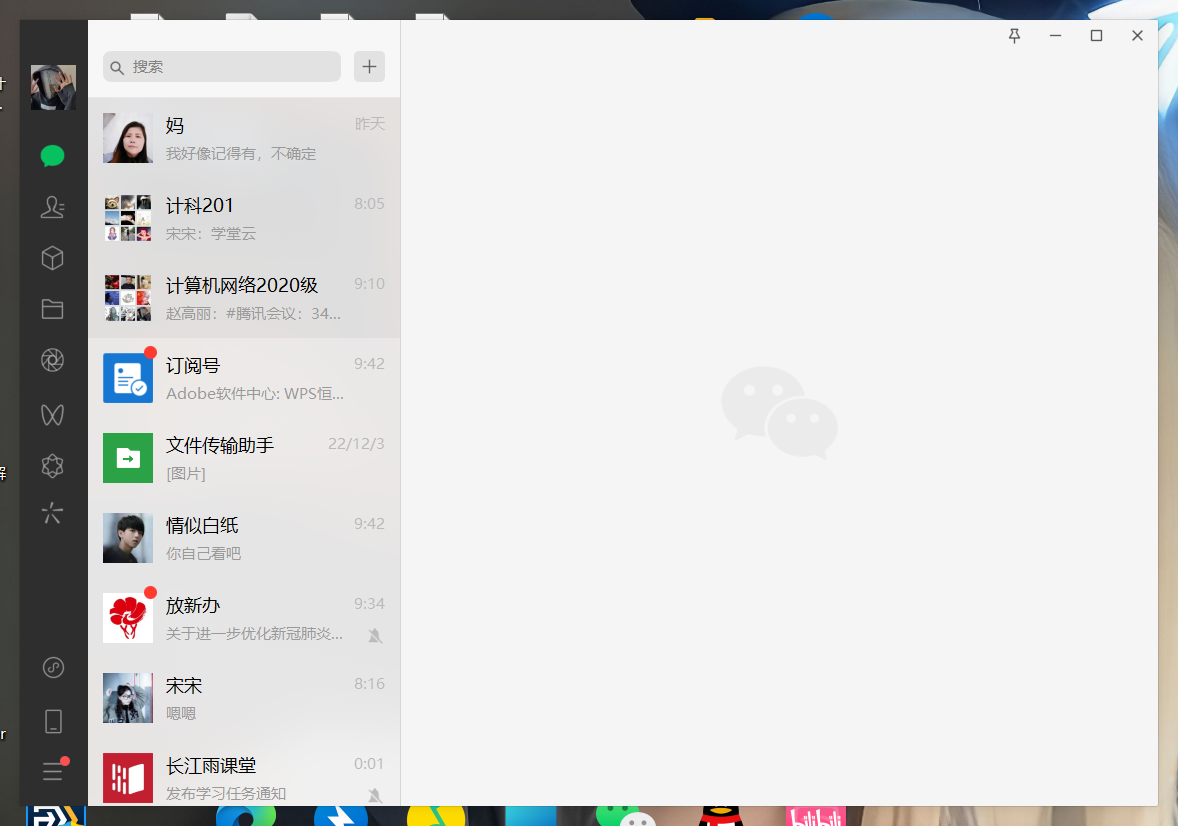 搜索
妈 昨天
我好像记得有，不确定
计科201 8:05
宋宋：学堂云
计算机网络2020级 9:10
赵高丽：#腾讯会议：34...
订阅号 9:42
Adobe软件中心: WPS恒...
文件传输助手 22/12/3
[图片]
情似白纸 9:42
你自己看吧
放新办 9:34
关于进一步优化新冠肺炎...
宋宋 8:16
嗯嗯
长江雨课堂 0:01
发布学习任务通知
bilibili